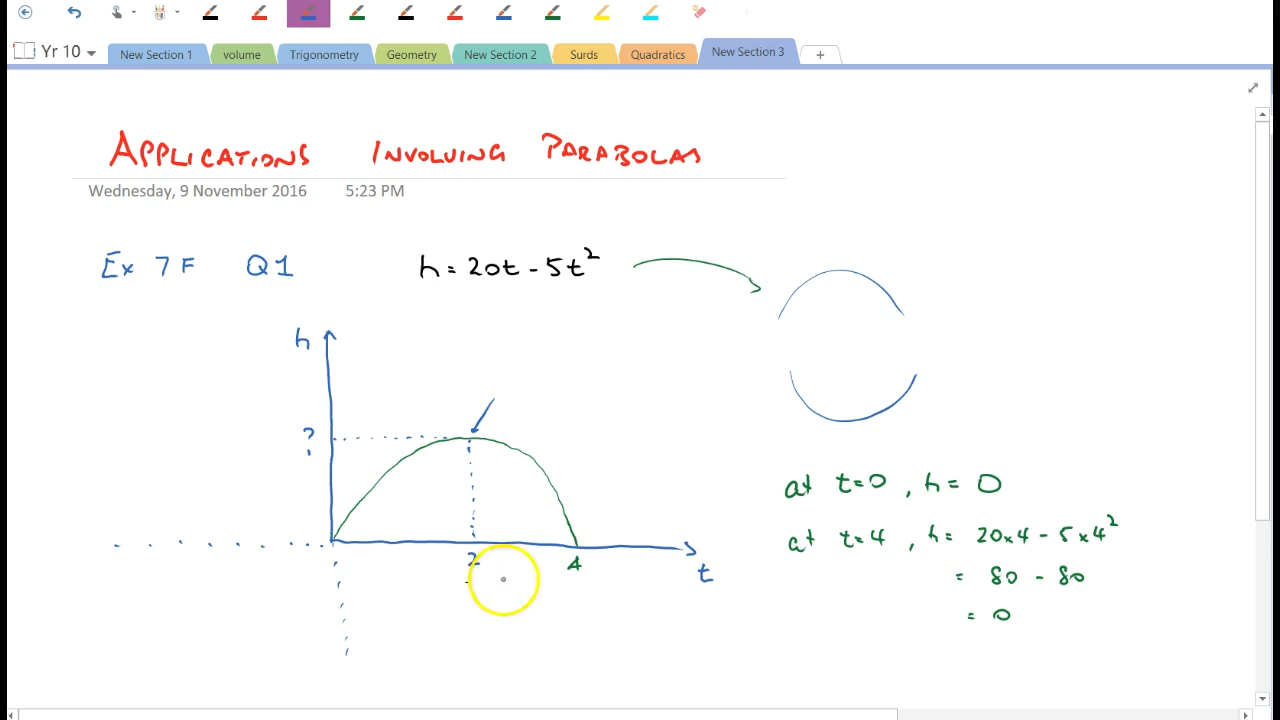 Yr 10
New Section 1
volume
Trigonometry
Geometry
New Section 2
Surds
Quadratics
New Section 3
+
APPLICATIONS INVOLVING PARABOLAS
Wednesday, 9 November 2016 5:23 PM
Ex 7F Q1
h = 20t - 5t²
h
?
2
4
t
at t=0, h= 0
at t=4, h= 20×4 - 5×4²
= 80 - 80
= 0